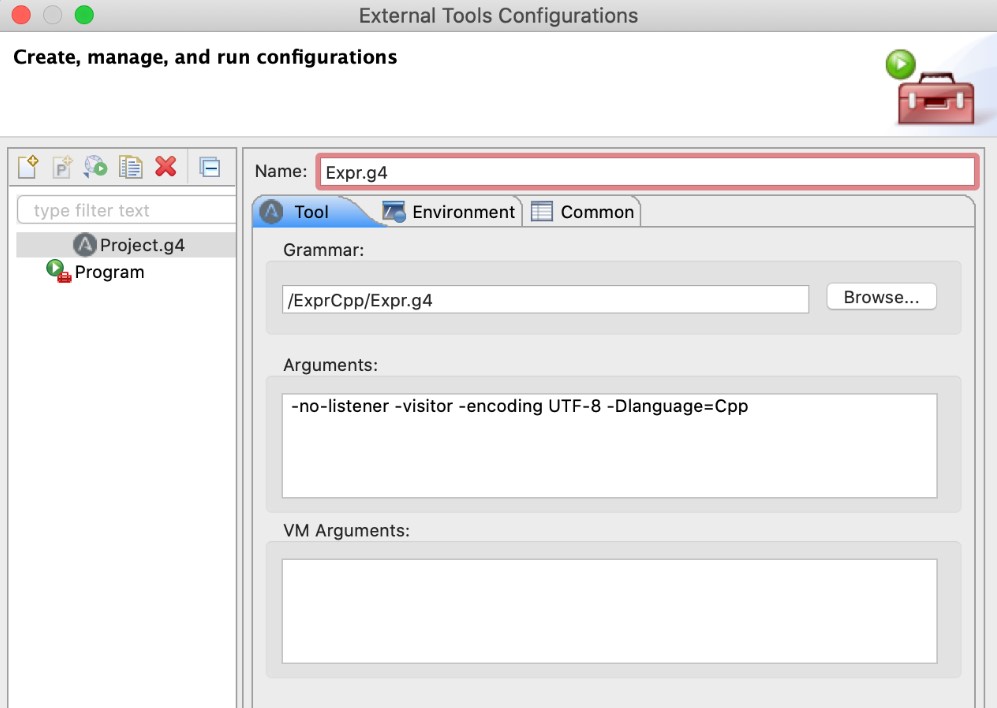 External Tools Configurations
Create, manage, and run configurations
P
type filter text
Project.g4
Program
Name: Expr.g4
Tool Environment Common
Grammar:
/ExprCpp/Expr.g4 Browse...
Arguments:
-no-listener -visitor -encoding UTF-8 -Dlanguage=Cpp
VM Arguments: